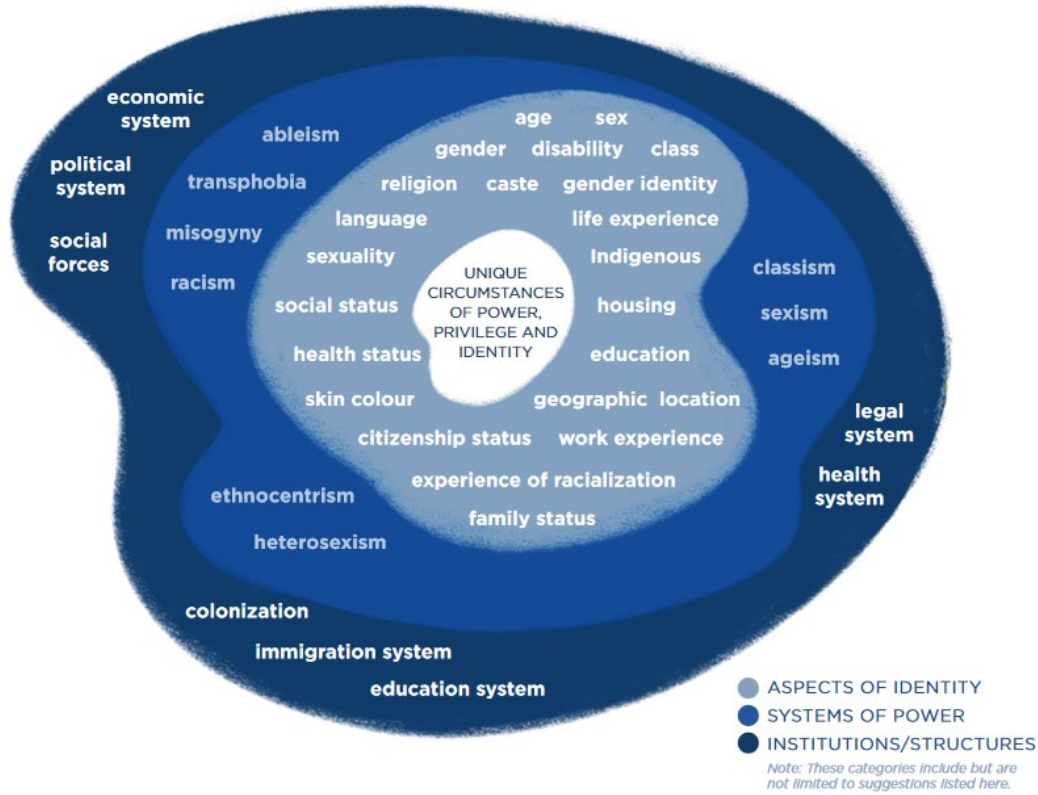 economic
system
political
system
social
forces
ableism
transphobia
misogyny
racism
age sex
gender disability class
religion caste gender identity
language life experience
sexuality Indigenous
social status housing
health status education
skin colour geographic location
citizenship status work experience
experience of racialization
family status
UNIQUE
CIRCUMSTANCES
OF POWER,
PRIVILEGE AND
IDENTITY
classism
sexism
ageism
legal
system
health
system
ethnocentrism
heterosexism
colonization
immigration system
education system
ASPECTS OF IDENTITY
SYSTEMS OF POWER
INSTITUTIONS/STRUCTURES
Note: These categories include but are
not limited to suggestions listed here.